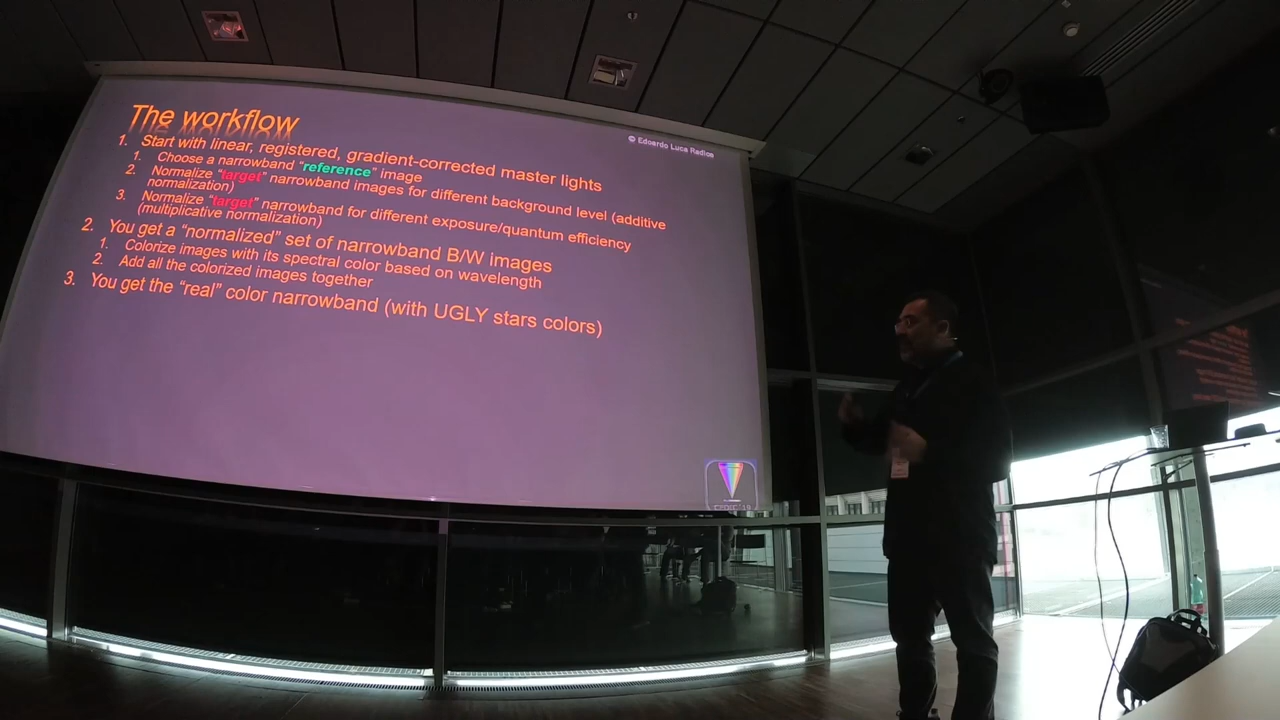 The workflow
© Edoardo Luca Radice
1. Start with linear, registered, gradient-corrected master lights
1. Choose a narrowband "reference" image
2. Normalize "target" narrowband images for different background level (additive
normalization)
3. Normalize "target" narrowband for different exposure/quantum efficiency
(multiplicative normalization)
2. You get a "normalized" set of narrowband B/W images
1. Colorize images with its spectral color based on wavelength
2. Add all the colorized images together
3. You get the "real" color narrowband (with UGLY stars colors)